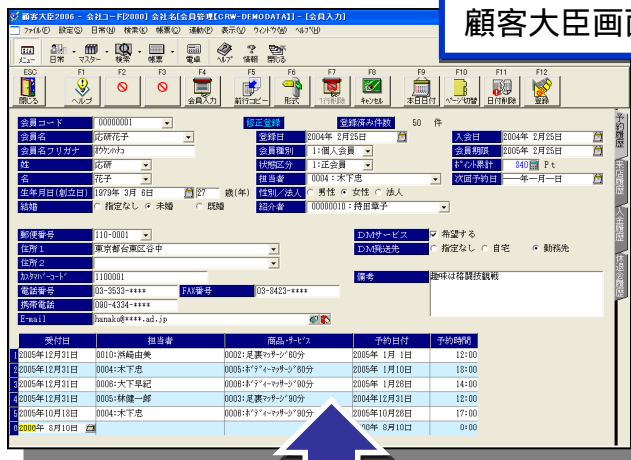 顧客大臣画面
顧客大臣2006 - 会社コード[2000] 会社名[会員管理【CRW-DEMODATA】] - [会員入力]
ファイル(F) 設定(S) 日常(N) 検索(K) 帳票(C) 連動(P) 表示(V) ウィンドウ(W) ヘルプ(H)
メニュー 日常 マスター 検索 帳票 電卓 ヘルプ 情報 閉じる
ESC F1 F2 F3 F4 F5 F6 F7 F8 F9 F10 F11 F12
閉じる ヘルプ 会員入力 前行コピー 形式 1行削除 キャンセル 本日日付 ページ切替 日付削除 登録
会員コード 00000001 修正登録 登録済み件数 50 件
会員名 応研花子 登録日 2004年 2月25日 入会日 2004年 2月25日
会員名フリガナ オウケンハナコ 会員種別 1:個人会員 会員期限 2005年 2月25日
姓 応研 状態区分 1:正会員 ポイント累計 840 Pt
名 花子 担当者 0004:木下忠 次回予約日 ----年--月--日
生年月日(創立日) 1979年 3月 6日 27 歳(年) 性別/法人 男性 女性 法人
結婚 指定なし 未婚 既婚 紹介者 00000010:持田章子
郵便番号 110-0001 DMサービス 希望する
住所1 東京都台東区谷中 DM発送先 指定なし 自宅 勤務先
住所2
カスタマバーコード 1100001 備考 趣味は格闘技観戦
電話番号 03-3533-**** FAX番号 03-8423-****
携帯電話 090-4334-****
E-mail hanako@****.ad.jp
受付日 担当者 商品・サービス 予約日付 予約時間
1 2005年12月31日 0010:浜崎由美 0002:足裏マッサージ60分 2005年 1月 1日 12:00
2 2005年12月31日 0004:木下忠 0005:ボディーマッサージ60分 2005年 1月10日 18:00
3 2005年12月31日 0006:大下早紀 0006:ボディーマッサージ90分 2005年 1月26日 14:00
4 2005年12月31日 0005:林健一郎 0003:足裏マッサージ90分 2004年12月31日 12:00
5 2005年10月18日 0004:木下忠 0006:ボディーマッサージ90分 2005年10月26日 17:00
6 2006年 8月10日 年 8月10日 0:00
予約履歴
来店履歴
入金履歴
休退会履歴